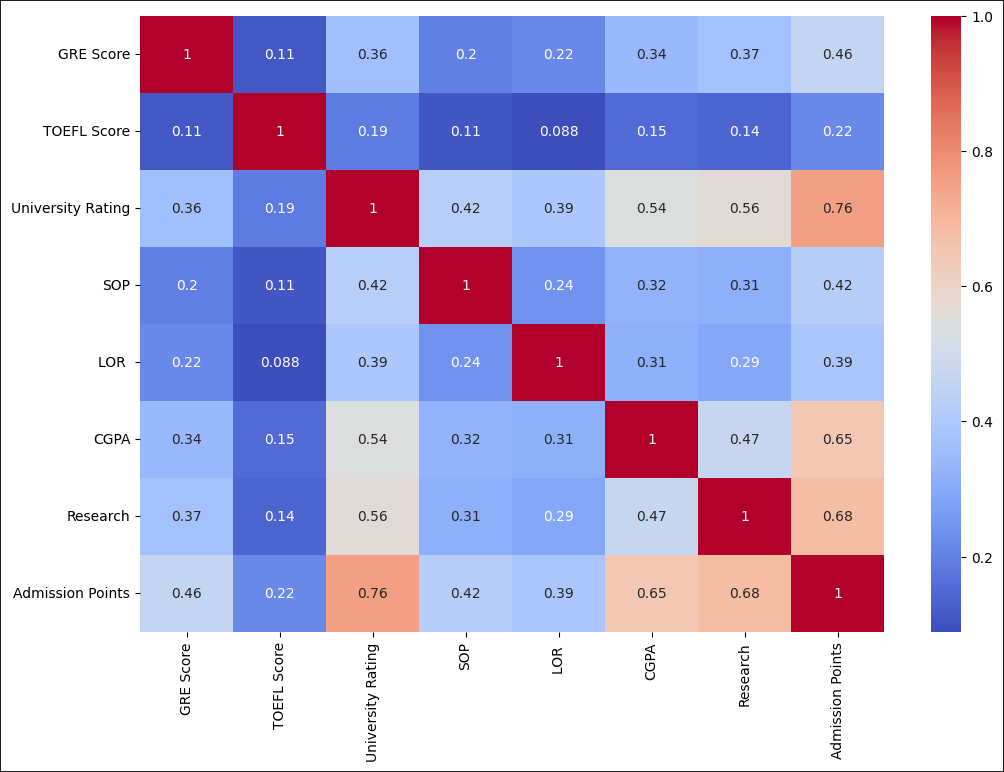 GRE Score 1 0.11 0.36 0.2 0.22 0.34 0.37 0.46
TOEFL Score 0.11 1 0.19 0.11 0.088 0.15 0.14 0.22
University Rating 0.36 0.19 1 0.42 0.39 0.54 0.56 0.76
SOP 0.2 0.11 0.42 1 0.24 0.32 0.31 0.42
LOR 0.22 0.088 0.39 0.24 1 0.31 0.29 0.39
CGPA 0.34 0.15 0.54 0.32 0.31 1 0.47 0.65
Research 0.37 0.14 0.56 0.31 0.29 0.47 1 0.68
Admission Points 0.46 0.22 0.76 0.42 0.39 0.65 0.68 1
GRE Score
TOEFL Score
University Rating
SOP
LOR
CGPA
Research
Admission Points
1.0
0.8
0.6
0.4
0.2